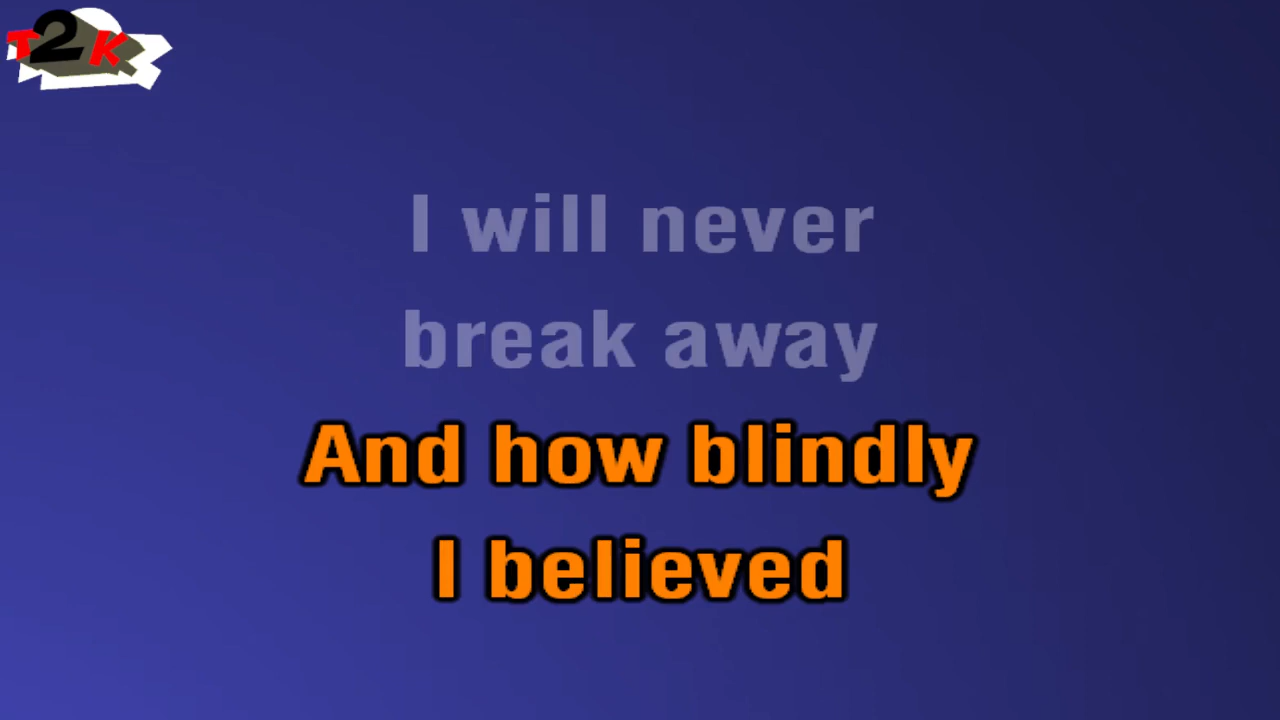 T2K
I will never
break away
And how blindly
I believed